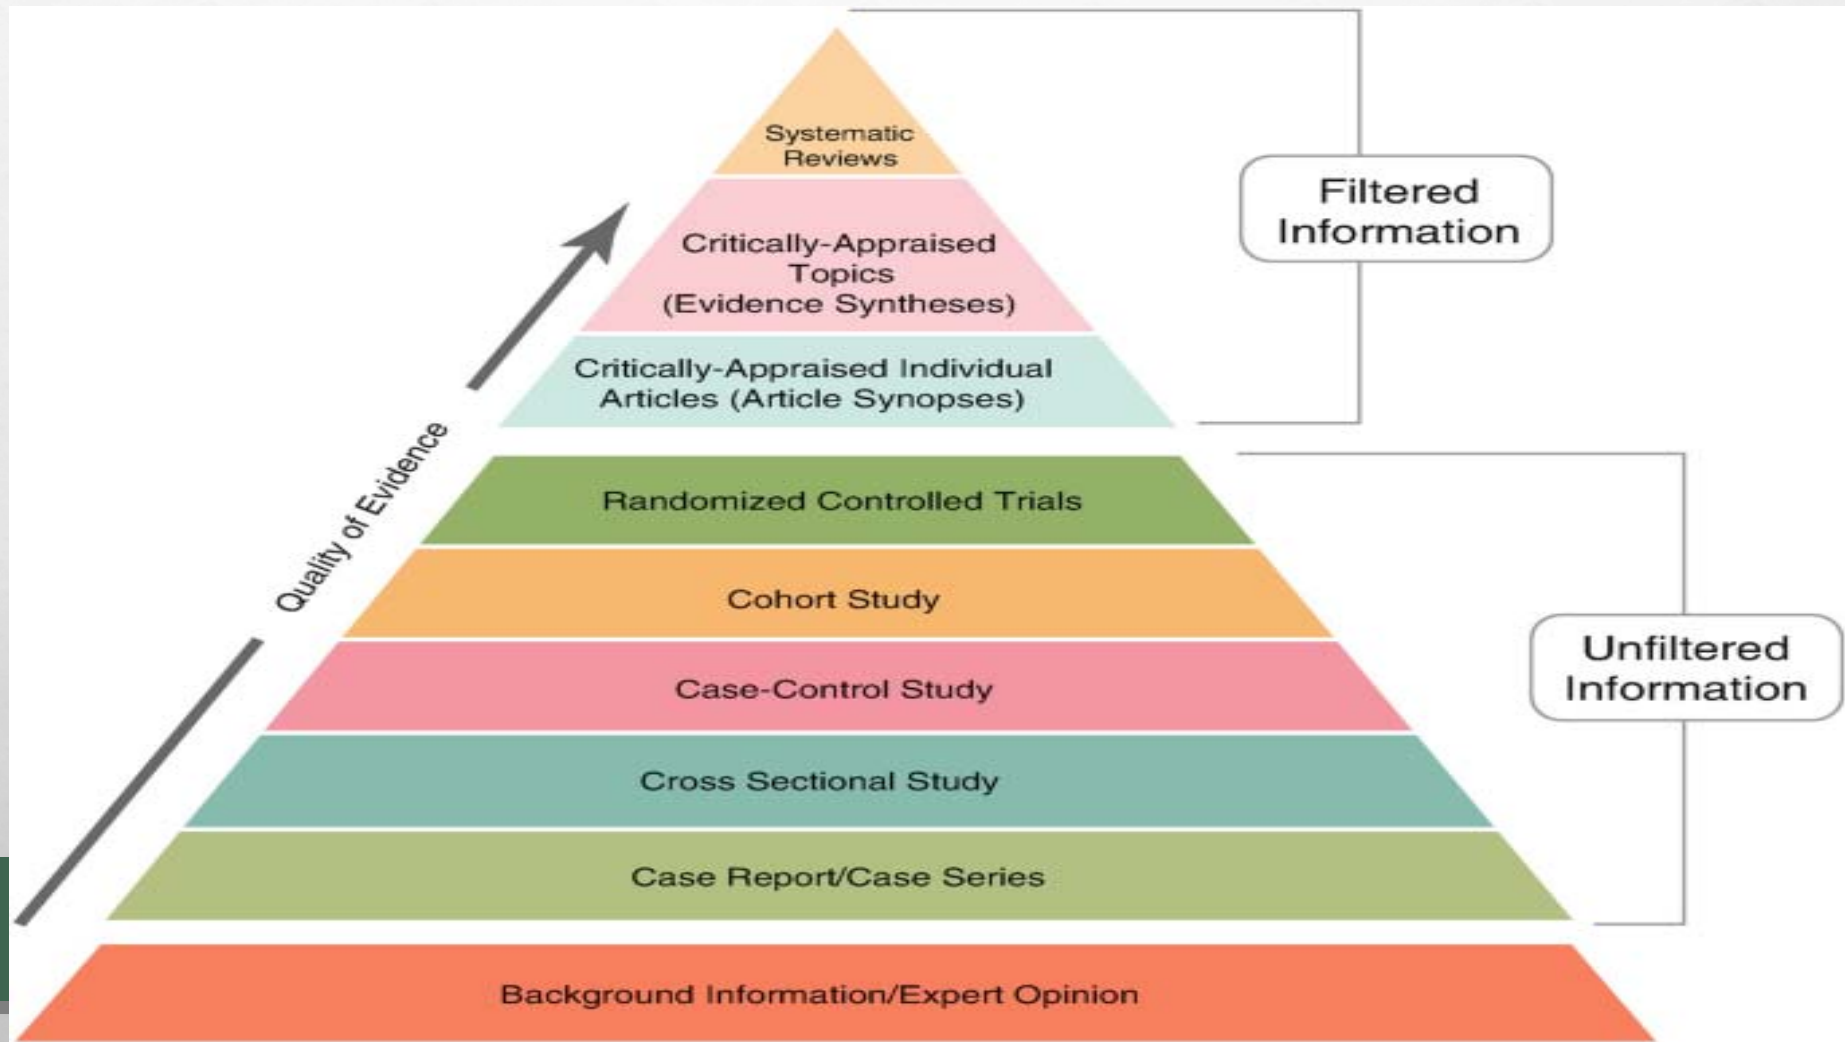 Systematic
Reviews
Critically-Appraised
Topics
(Evidence Syntheses)
Critically-Appraised Individual
Articles (Article Synopses)
Randomized Controlled Trials
Cohort Study
Case-Control Study
Cross Sectional Study
Case Report/Case Series
Background Information/Expert Opinion
Quality of Evidence
Filtered
Information
Unfiltered
Information